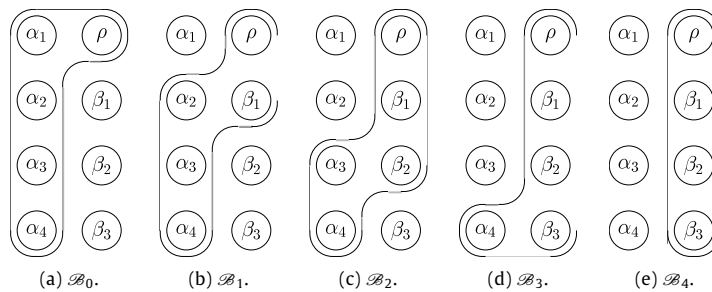 α₁ ρ α₁ ρ α₁ ρ α₁ ρ α₁ ρ
α₂ β₁ α₂ β₁ α₂ β₁ α₂ β₁ α₂ β₁
α₃ β₂ α₃ β₂ α₃ β₂ α₃ β₂ α₃ β₂
α₄ β₃ α₄ β₃ α₄ β₃ α₄ β₃ α₄ β₃
(a) ℬ₀. (b) ℬ₁. (c) ℬ₂. (d) ℬ₃. (e) ℬ₄.